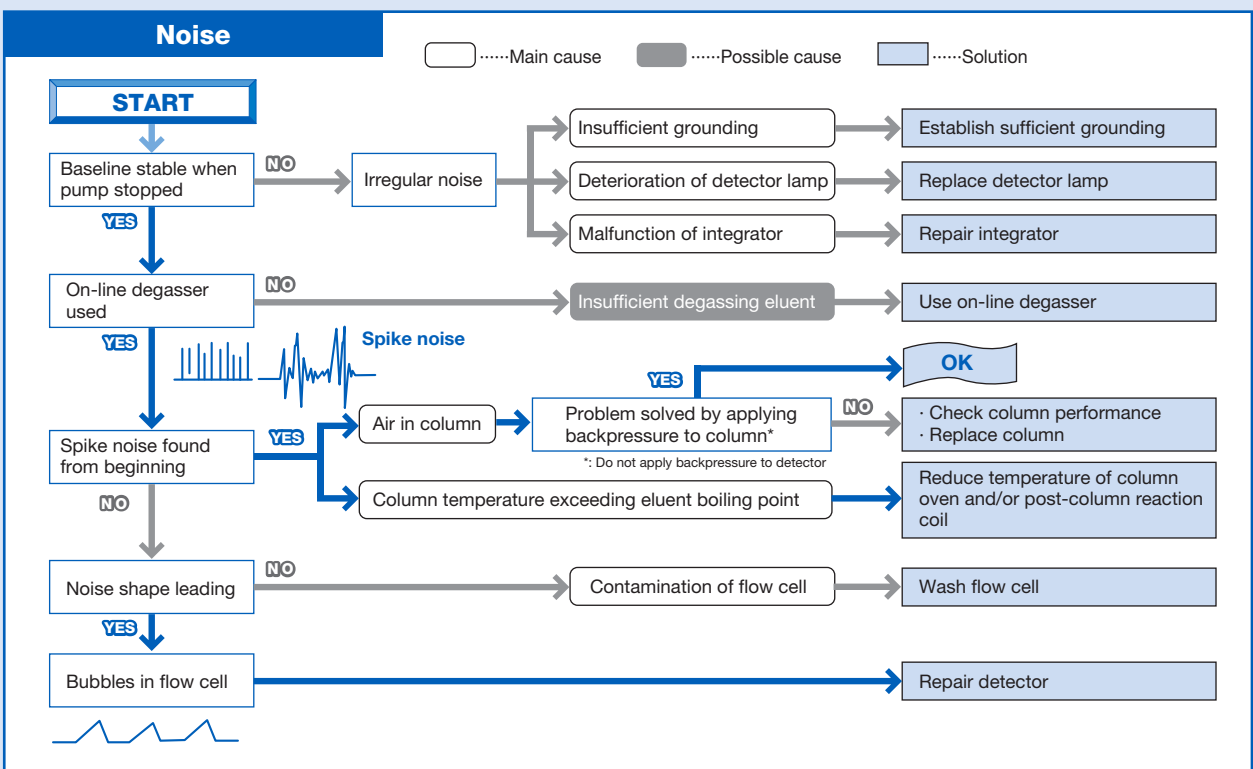 Noise
······Main cause
······Possible cause
······Solution
START
Baseline stable when
pump stopped
NO
Irregular noise
Insufficient grounding
Establish sufficient grounding
Deterioration of detector lamp
Replace detector lamp
Malfunction of integrator
Repair integrator
YES
On-line degasser
used
NO
Insufficient degassing eluent
Use on-line degasser
YES
Spike noise
Spike noise found
from beginning
YES
Air in column
Problem solved by applying
backpressure to column*
*: Do not apply backpressure to detector
YES
OK
NO
· Check column performance
· Replace column
Column temperature exceeding eluent boiling point
Reduce temperature of column
oven and/or post-column reaction
coil
NO
Noise shape leading
NO
Contamination of flow cell
Wash flow cell
YES
Bubbles in flow cell
Repair detector